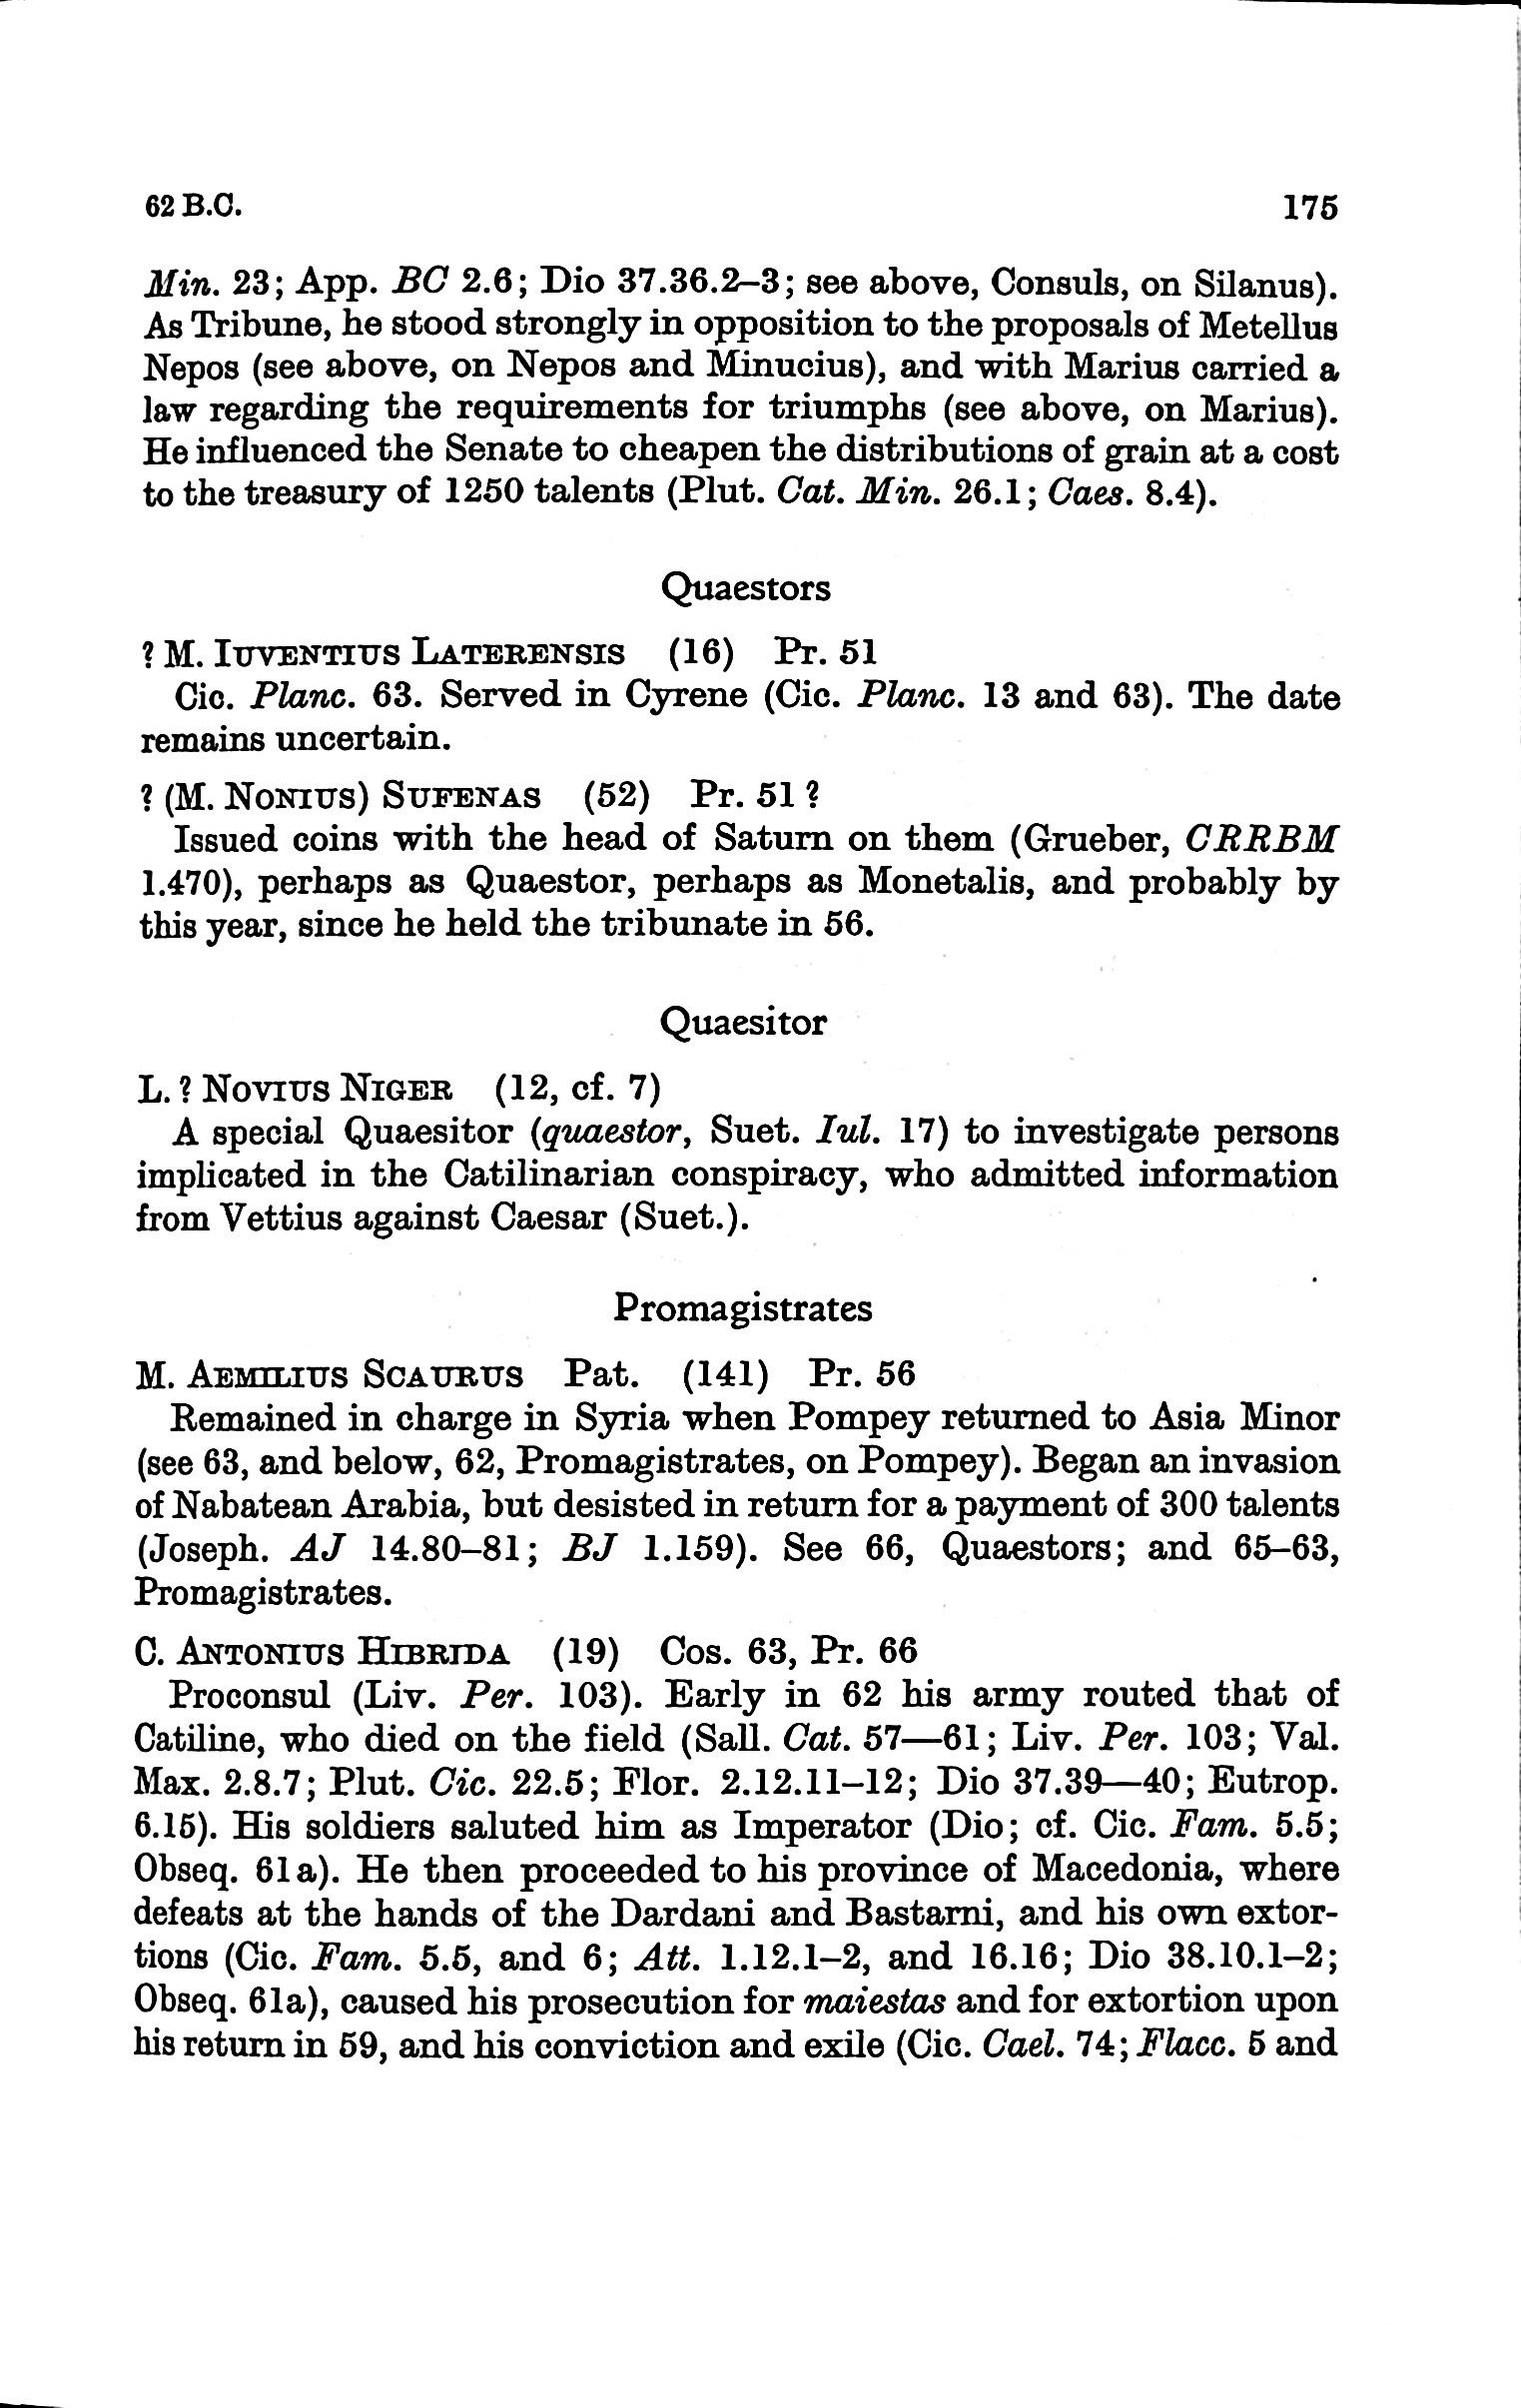 62 B.C. 175
Min. 23; App. BC 2.6; Dio 37.36.2–3; see above, Consuls, on Silanus).
As Tribune, he stood strongly in opposition to the proposals of Metellus
Nepos (see above, on Nepos and Minucius), and with Marius carried a
law regarding the requirements for triumphs (see above, on Marius).
He influenced the Senate to cheapen the distributions of grain at a cost
to the treasury of 1250 talents (Plut. Cat. Min. 26.1; Caes. 8.4).
Quaestors
? M. IUVENTIUS LATERENSIS (16) Pr. 51
Cic. Planc. 63. Served in Cyrene (Cic. Planc. 13 and 63). The date
remains uncertain.
? (M. NONIUS) SUFENAS (52) Pr. 51 ?
Issued coins with the head of Saturn on them (Grueber, CRRBM
1.470), perhaps as Quaestor, perhaps as Monetalis, and probably by
this year, since he held the tribunate in 56.
Quaesitor
L. ? NOVIUS NIGER (12, cf. 7)
A special Quaesitor (quaestor, Suet. Iul. 17) to investigate persons
implicated in the Catilinarian conspiracy, who admitted information
from Vettius against Caesar (Suet.).
Promagistrates
M. AEMILIUS SCAURUS Pat. (141) Pr. 56
Remained in charge in Syria when Pompey returned to Asia Minor
(see 63, and below, 62, Promagistrates, on Pompey). Began an invasion
of Nabatean Arabia, but desisted in return for a payment of 300 talents
(Joseph. AJ 14.80–81; BJ 1.159). See 66, Quaestors; and 65–63,
Promagistrates.
C. ANTONIUS HIBRIDA (19) Cos. 63, Pr. 66
Proconsul (Liv. Per. 103). Early in 62 his army routed that of
Catiline, who died on the field (Sall. Cat. 57—61; Liv. Per. 103; Val.
Max. 2.8.7; Plut. Cic. 22.5; Flor. 2.12.11–12; Dio 37.39—40; Eutrop.
6.15). His soldiers saluted him as Imperator (Dio; cf. Cic. Fam. 5.5;
Obseq. 61a). He then proceeded to his province of Macedonia, where
defeats at the hands of the Dardani and Bastarni, and his own extor-
tions (Cic. Fam. 5.5, and 6; Att. 1.12.1–2, and 16.16; Dio 38.10.1–2;
Obseq. 61a), caused his prosecution for maiestas and for extortion upon
his return in 59, and his conviction and exile (Cic. Cael. 74; Flacc. 5 and